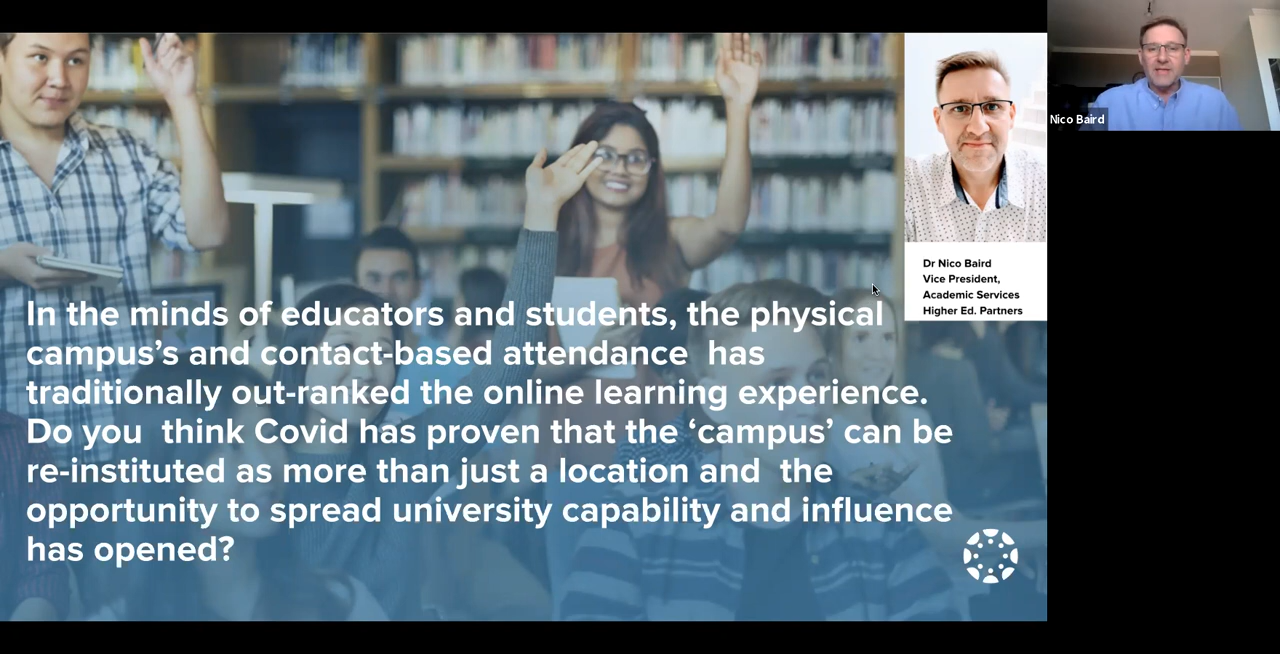 In the minds of educators and students, the physical
campus’s and contact-based attendance  has
traditionally out-ranked the online learning experience.
Do you  think Covid has proven that the ‘campus’ can be
re-instituted as more than just a location and  the
opportunity to spread university capability and influence
has opened?
Dr Nico Baird
Vice President,
Academic Services
Higher Ed. Partners
Nico Baird